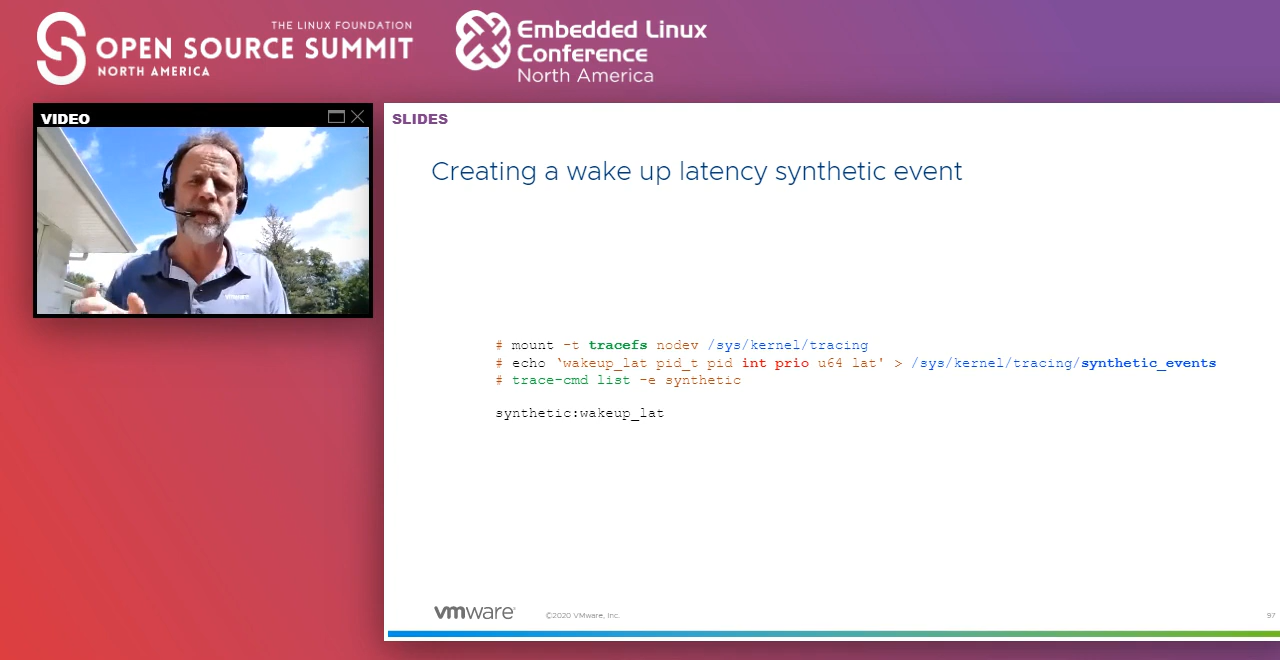 THE LINUX FOUNDATION
OPEN SOURCE SUMMIT
NORTH AMERICA
Embedded Linux
Conference
North America
VIDEO
vmware
SLIDES
Creating a wake up latency synthetic event
# mount -t tracefs nodev /sys/kernel/tracing
# echo ‘wakeup_lat pid_t pid int prio u64 lat' > /sys/kernel/tracing/synthetic_events
# trace-cmd list -e synthetic
synthetic:wakeup_lat
vmware®
©2020 VMware, Inc.
97